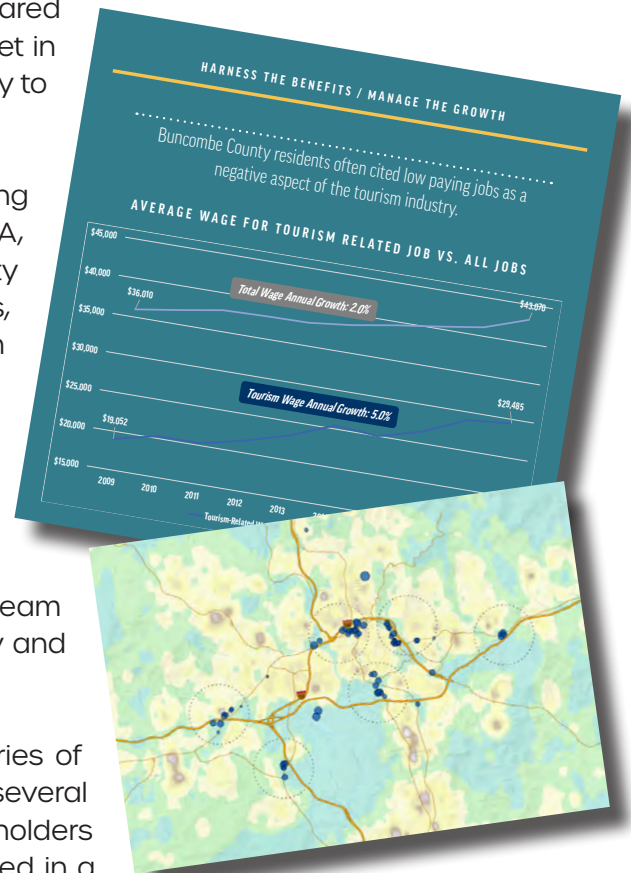 ared
et in
y to
ng
A,
ty
s,
n
eam
y and
ries of
several
holders
ed in a
HARNESS THE BENEFITS / MANAGE THE GROWTH
Buncombe County residents often cited low paying jobs as a
negative aspect of the tourism industry.
AVERAGE WAGE FOR TOURISM RELATED JOB VS. ALL JOBS
$45,000
$40,000
$36,010
Total Wage Annual Growth: 2.0%
$43,070
$35,000
$30,000
$25,000
Tourism Wage Annual Growth: 5.0%
$29,485
$20,000
$19,052
$15,000
2009 2010 2011 2012 2013
Tourism-Related